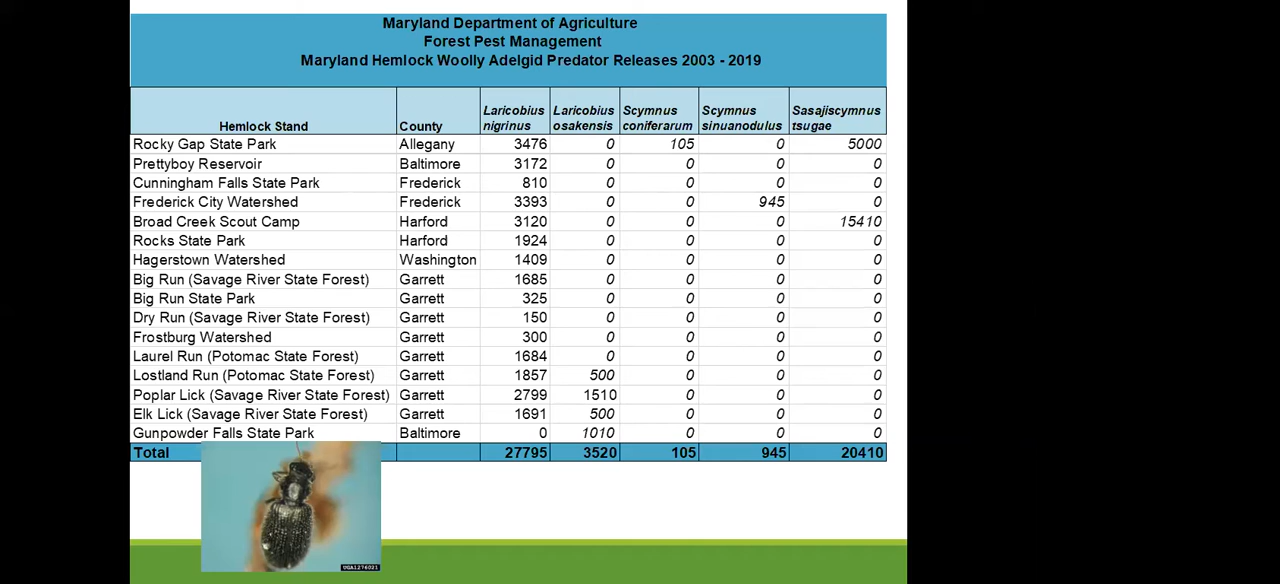 Maryland Department of Agriculture
Forest Pest Management
Maryland Hemlock Woolly Adelgid Predator Releases 2003 - 2019
Hemlock Stand County Laricobius nigrinus Laricobius osakensis Scymnus coniferarum Scymnus sinuanodulus Sasajiscymnus tsugae
Rocky Gap State Park Allegany 3476 0 105 0 5000
Prettyboy Reservoir Baltimore 3172 0 0 0 0
Cunningham Falls State Park Frederick 810 0 0 0 0
Frederick City Watershed Frederick 3393 0 0 945 0
Broad Creek Scout Camp Harford 3120 0 0 0 15410
Rocks State Park Harford 1924 0 0 0 0
Hagerstown Watershed Washington 1409 0 0 0 0
Big Run (Savage River State Forest) Garrett 1685 0 0 0 0
Big Run State Park Garrett 325 0 0 0 0
Dry Run (Savage River State Forest) Garrett 150 0 0 0 0
Frostburg Watershed Garrett 300 0 0 0 0
Laurel Run (Potomac State Forest) Garrett 1684 0 0 0 0
Lostland Run (Potomac State Forest) Garrett 1857 500 0 0 0
Poplar Lick (Savage River State Forest) Garrett 2799 1510 0 0 0
Elk Lick (Savage River State Forest) Garrett 1691 500 0 0 0
Gunpowder Falls State Park Baltimore 0 1010 0 0 0
Total 27795 3520 105 945 20410
UGA1276021